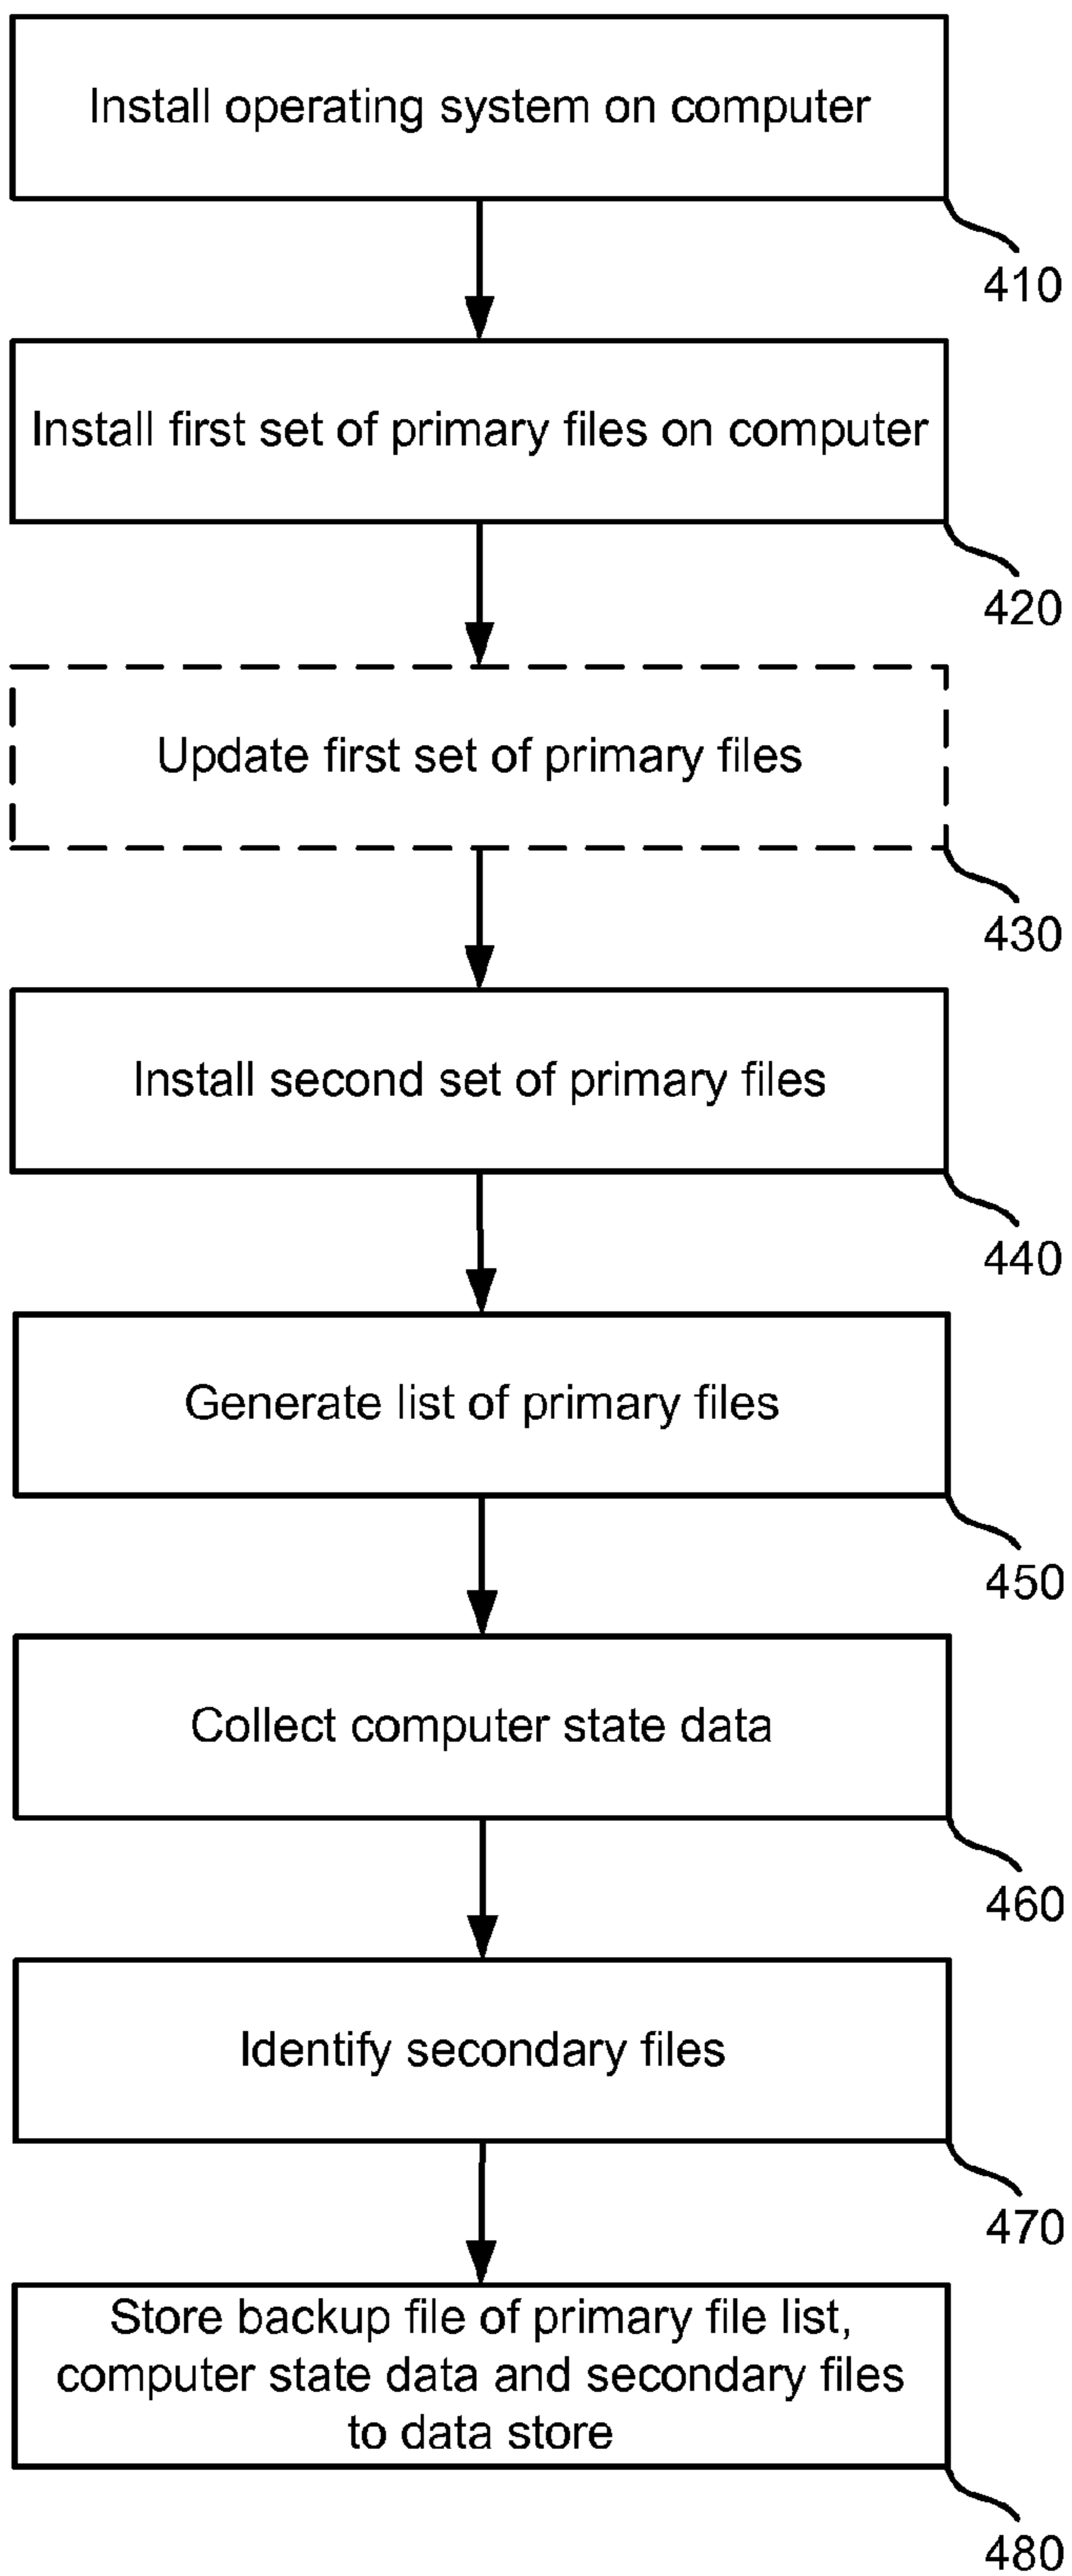 Install operating system on computer
410
Install first set of primary files on computer
420
Update first set of primary files
430
Install second set of primary files
440
Generate list of primary files
450
Collect computer state data
460
Identify secondary files
470
Store backup file of primary file list,
computer state data and secondary files
to data store
480